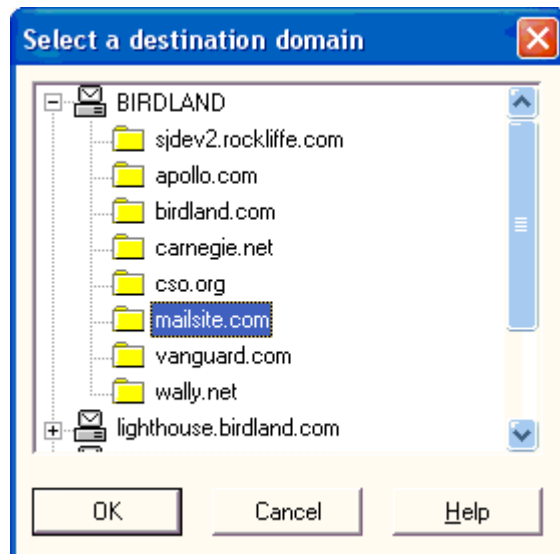 Select a destination domain
BIRDLAND
sjdev2.rockliffe.com
apollo.com
birdland.com
carnegie.net
cso.org
mailsite.com
vanguard.com
wally.net
lighthouse.birdland.com
OK Cancel Help